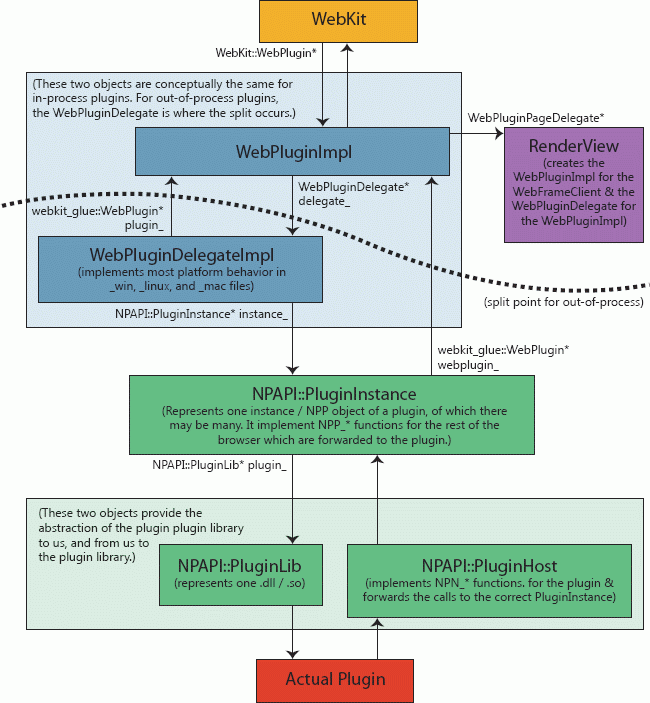 WebKit
WebKit::WebPlugin*
(These two objects are conceptually the same for
in-process plugins. For out-of-process plugins,
the WebPluginDelegate is where the split occurs.)
WebPluginPageDelegate*
WebPluginImpl
RenderView
(creates the
WebPluginImpl for the
WebFrameClient & the
WebPluginDelegate for
the WebPluginImpl)
WebPluginDelegate*
delegate_
webkit_glue::WebPlugin*
plugin_
WebPluginDelegateImpl
(implements most platform behavior in
_win, _linux, and _mac files)
(split point for out-of-process)
NPAPI::PluginInstance* instance_
webkit_glue::WebPlugin*
webplugin_
NPAPI::PluginInstance
(Represents one instance / NPP object of a plugin, of which there
may be many. It implement NPP_* functions for the rest of the
browser which are forwarded to the plugin.)
NPAPI::PluginLib* plugin_
(These two objects provide the
abstraction of the plugin plugin library
to us, and from us to
the plugin library.)
NPAPI::PluginLib
(represents one .dll / .so)
NPAPI::PluginHost
(implements NPN_* functions. for the plugin &
forwards the calls to the correct PluginInstance)
Actual Plugin